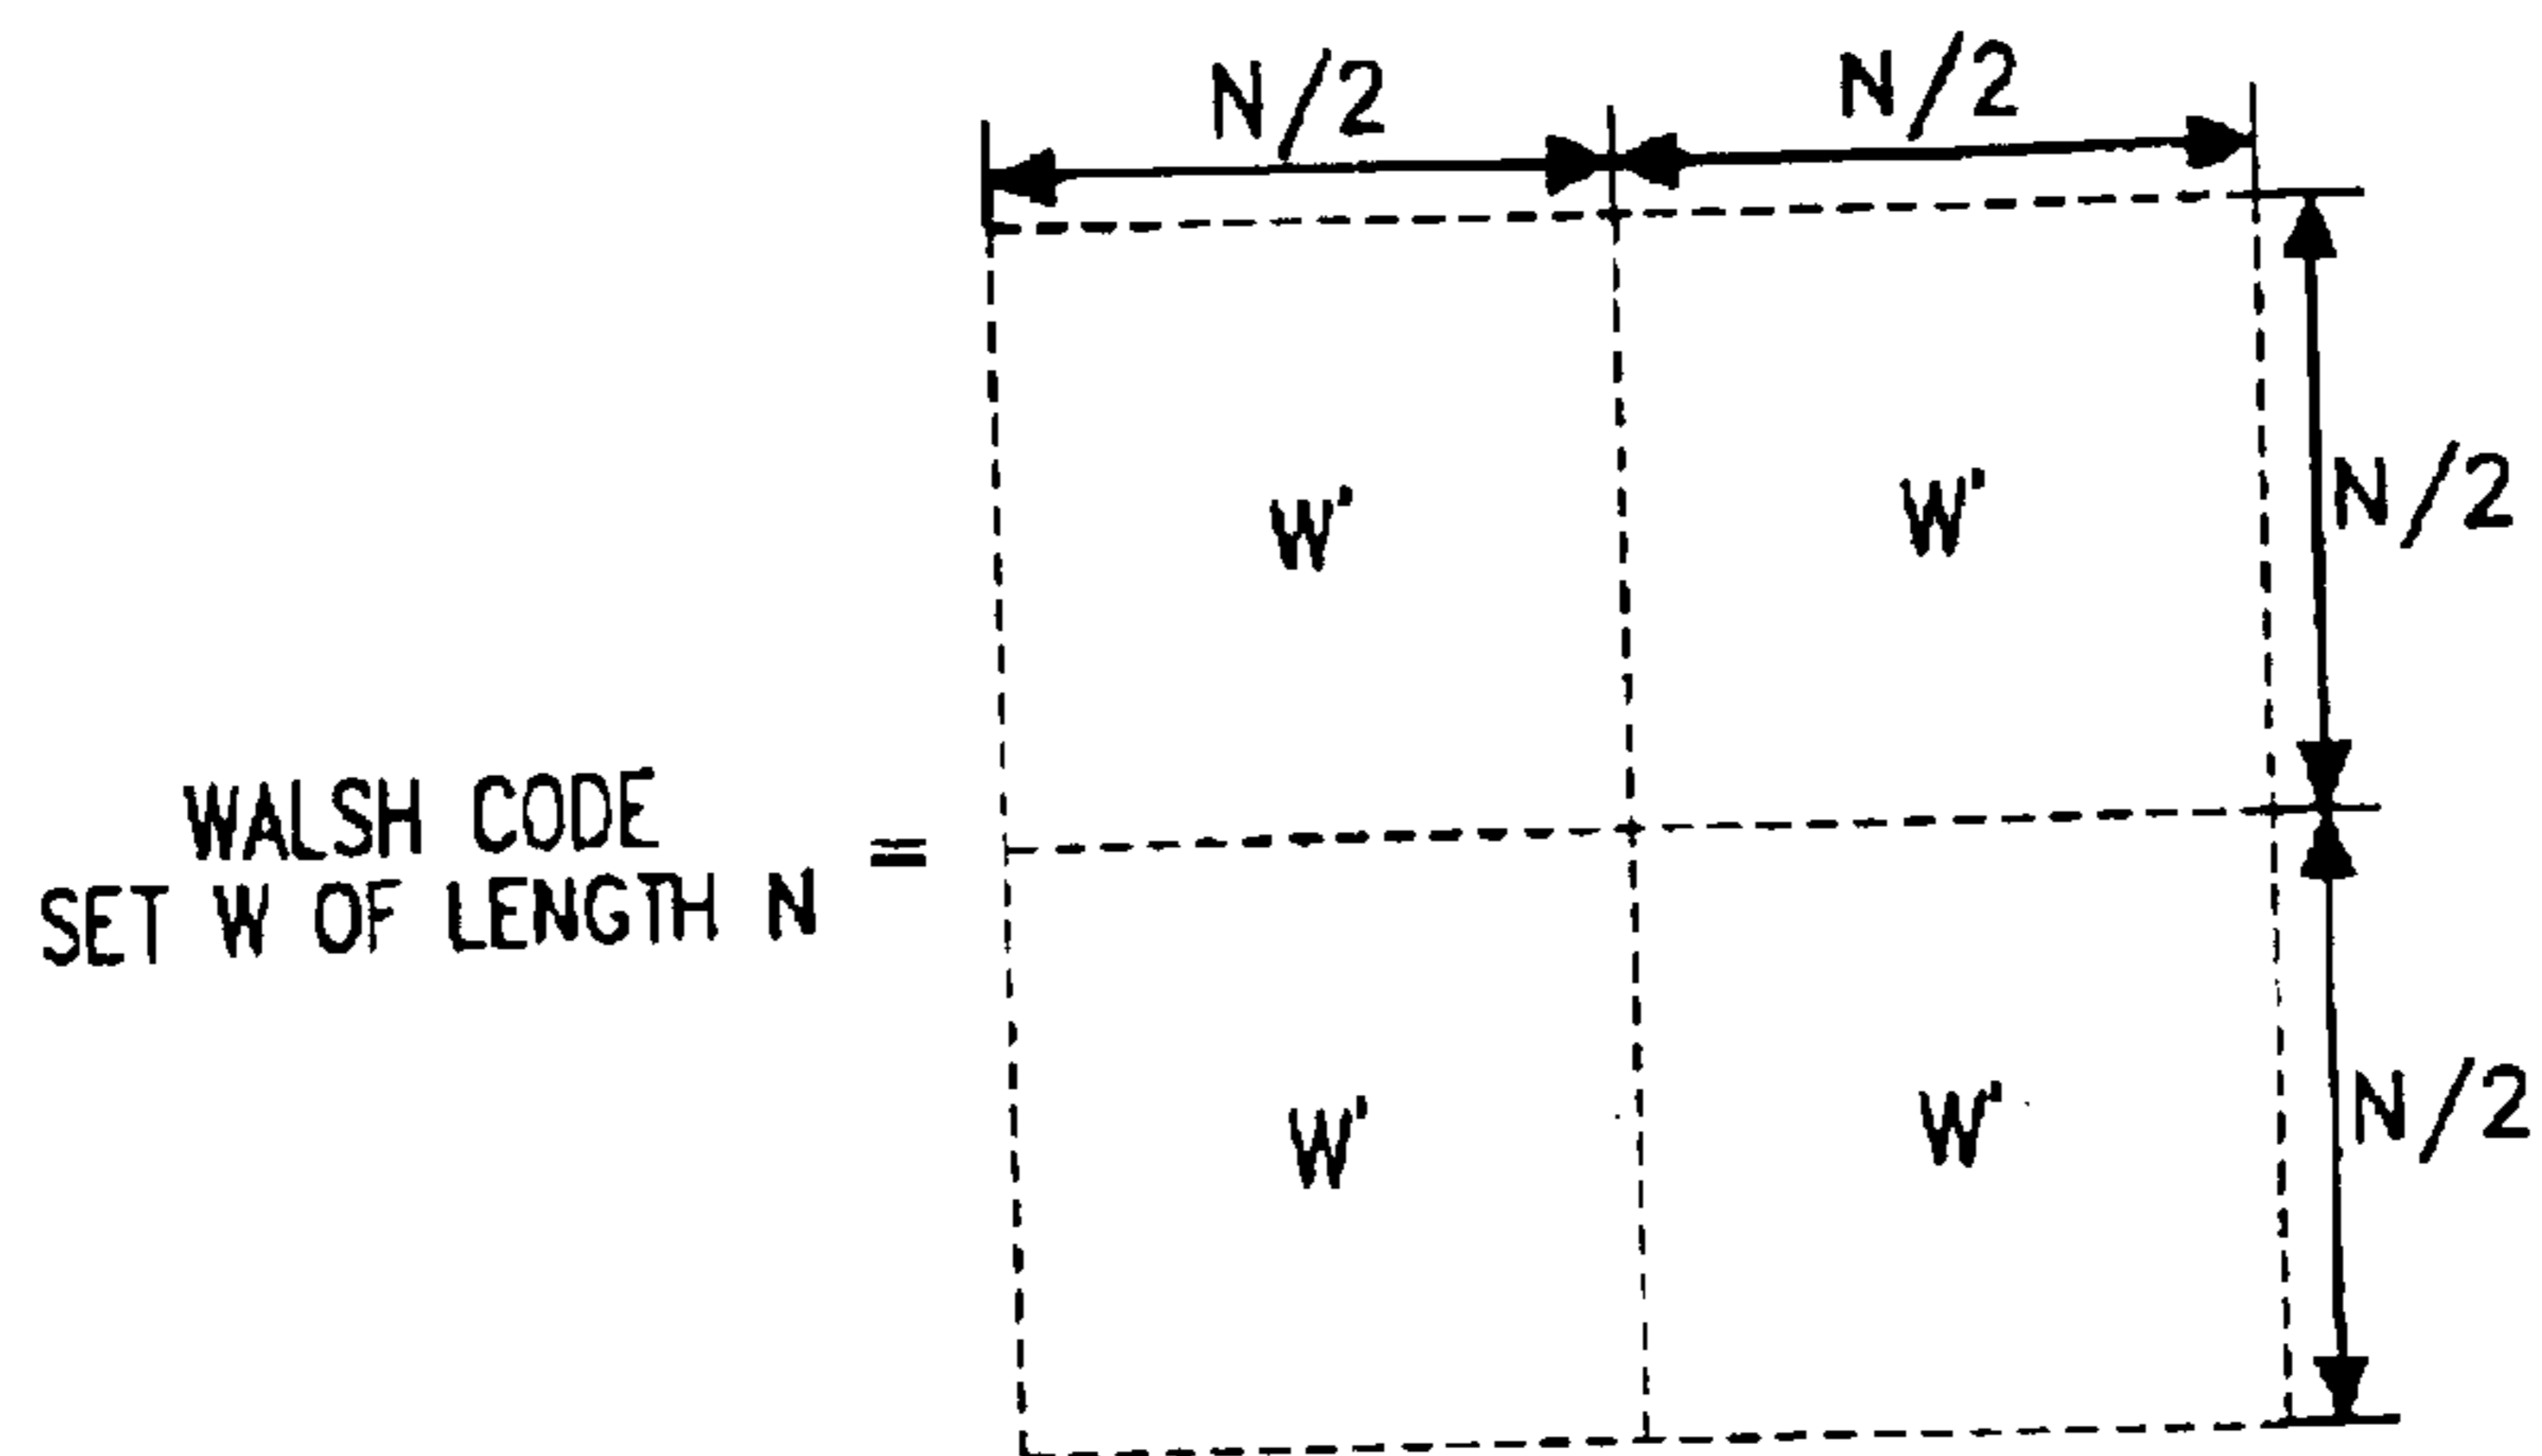 N/2 N/2
W' W' N/2
WALSH CODE
SET W OF LENGTH N =
W' W' N/2